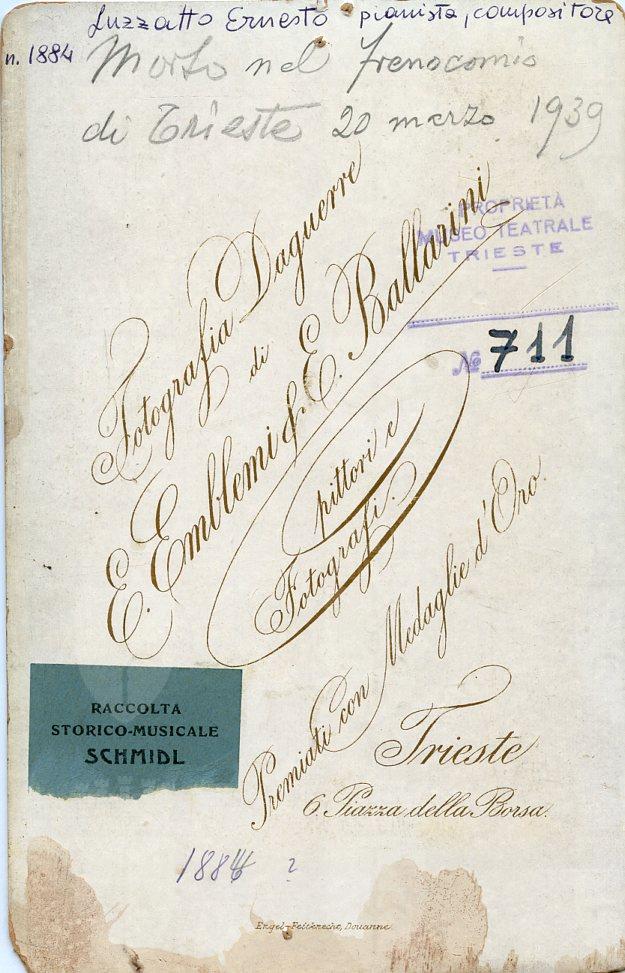 Luzzatto Ernesto pianista, compositore
n. 1884
Morto nel frenocomio
di Trieste 20 marzo 1939
PROPRIETÀ
MUSEO TEATRALE
TRIESTE
№ 711
Fotografia Daguerre
di
E. Emblemi & E. Ballarini
pittori e
Fotografi.
Premiati con Medaglie d'Oro.
Trieste
6. Piazza della Borsa.
RACCOLTA
STORICO-MUSICALE
SCHMIDL
1884 ?